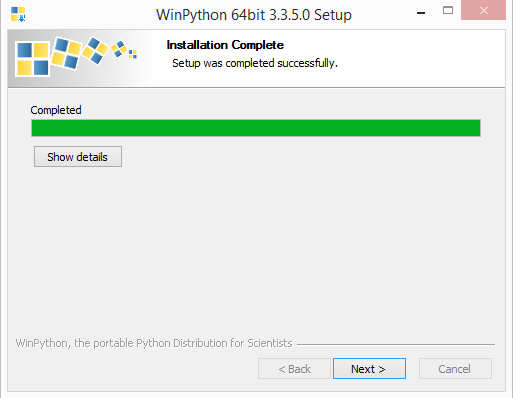 WinPython 64bit 3.3.5.0 Setup
Installation Complete
Setup was completed successfully.
Completed
Show details
WinPython, the portable Python Distribution for Scientists
< Back
Next >
Cancel